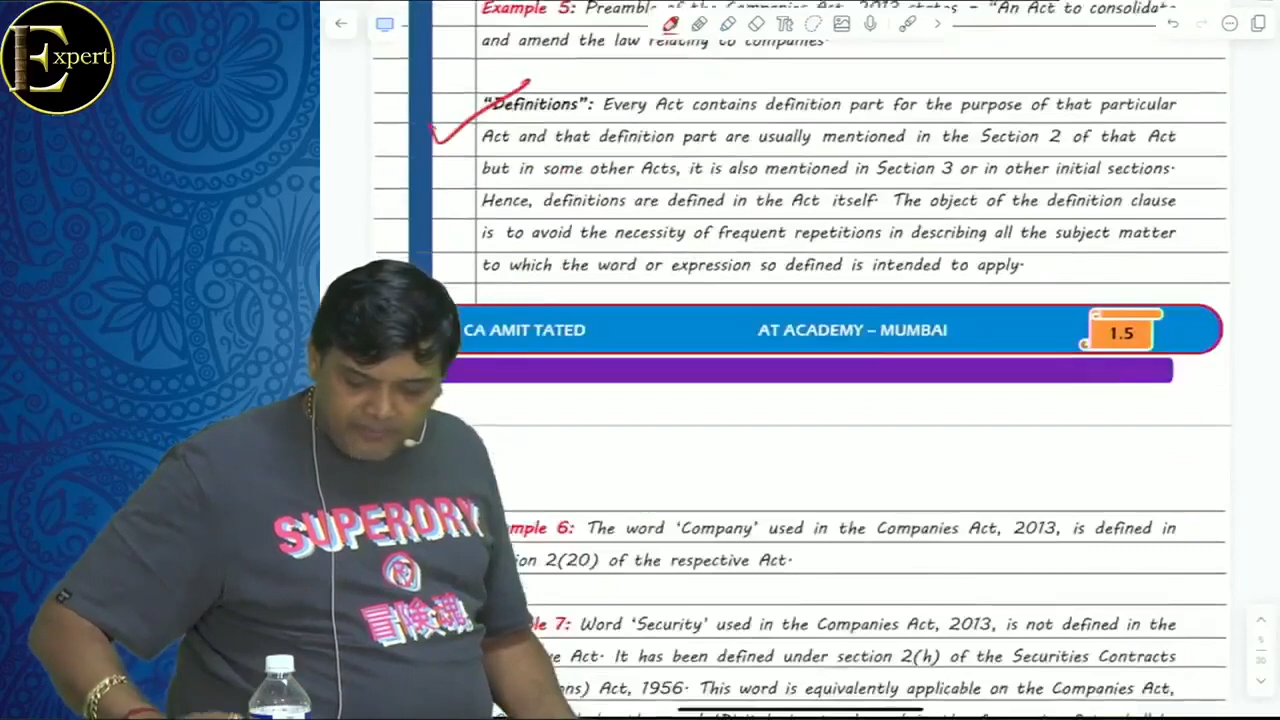 Expert
Example 5: Preamble of the Companies Act, 2013 states – “An Act to consolidate
and amend the law relating to companies.
“Definitions”: Every Act contains definition part for the purpose of that particular
Act and that definition part are usually mentioned in the Section 2 of that Act
but in some other Acts, it is also mentioned in Section 3 or in other initial sections.
Hence, definitions are defined in the Act itself. The object of the definition clause
is to avoid the necessity of frequent repetitions in describing all the subject matter
to which the word or expression so defined is intended to apply.
CA AMIT TATED AT ACADEMY – MUMBAI 1.5
SUPERDRY
冒険魂
mple 6: The word ‘Company’ used in the Companies Act, 2013, is defined in
ion 2(20) of the respective Act.
le 7: Word ‘Security’ used in the Companies Act, 2013, is not defined in the
e Act. It has been defined under section 2(h) of the Securities Contracts
ons) Act, 1956. This word is equivalently applicable on the Companies Act,